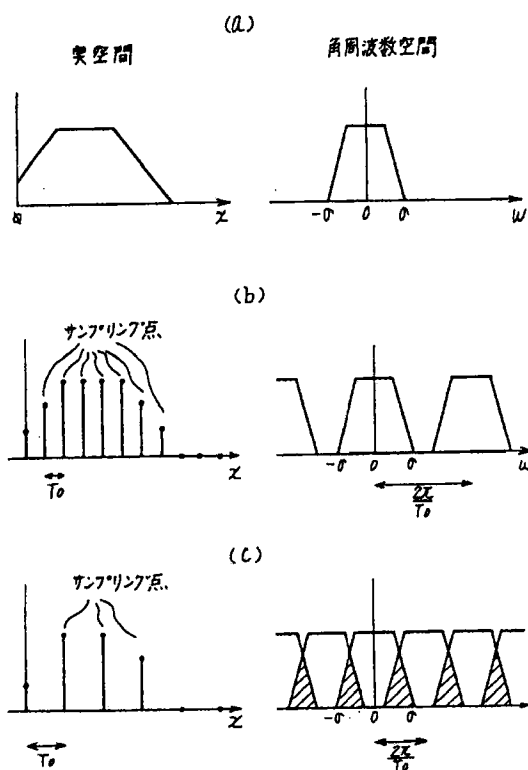 (a)
実空間
角周波数空間
0
x
-σ 0 σ
ω
(b)
サンプリング点
T0
x
-σ 0 σ
ω
2π
T0
(c)
サンプリング点
T0
x
-σ 0 σ
2π
T0